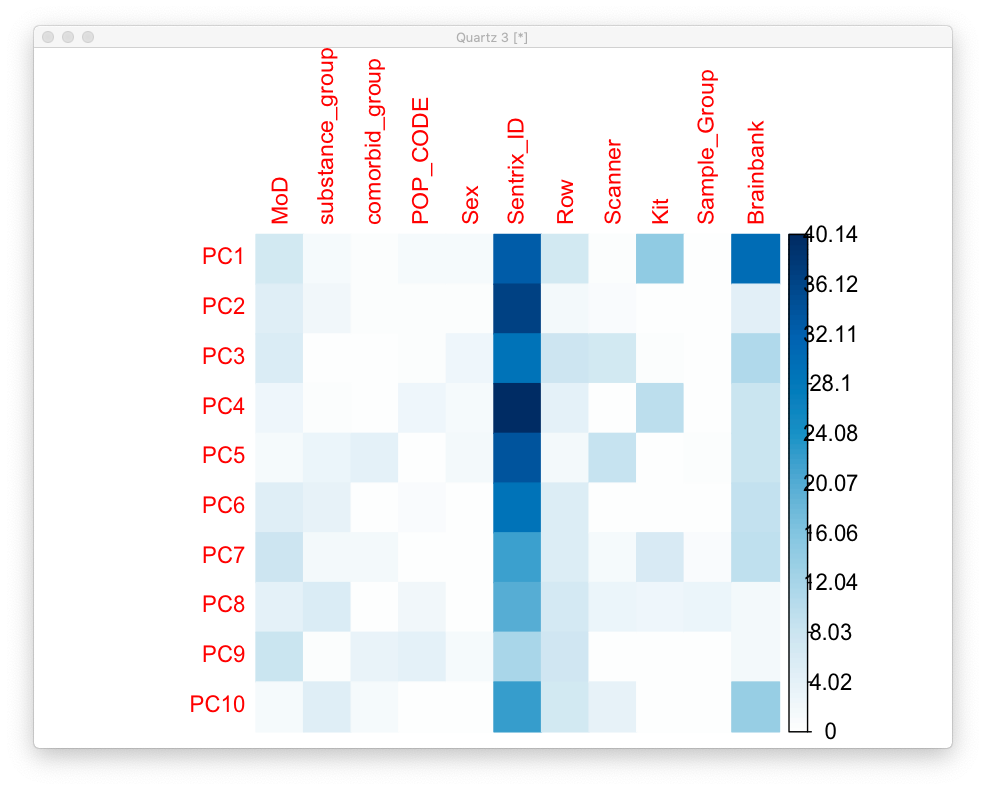 Quartz 3 [*]
MoD
substance_group
comorbid_group
POP_CODE
Sex
Sentrix_ID
Row
Scanner
Kit
Sample_Group
Brainbank
PC1
PC2
PC3
PC4
PC5
PC6
PC7
PC8
PC9
PC10
40.14
36.12
32.11
28.1
24.08
20.07
16.06
12.04
8.03
4.02
0